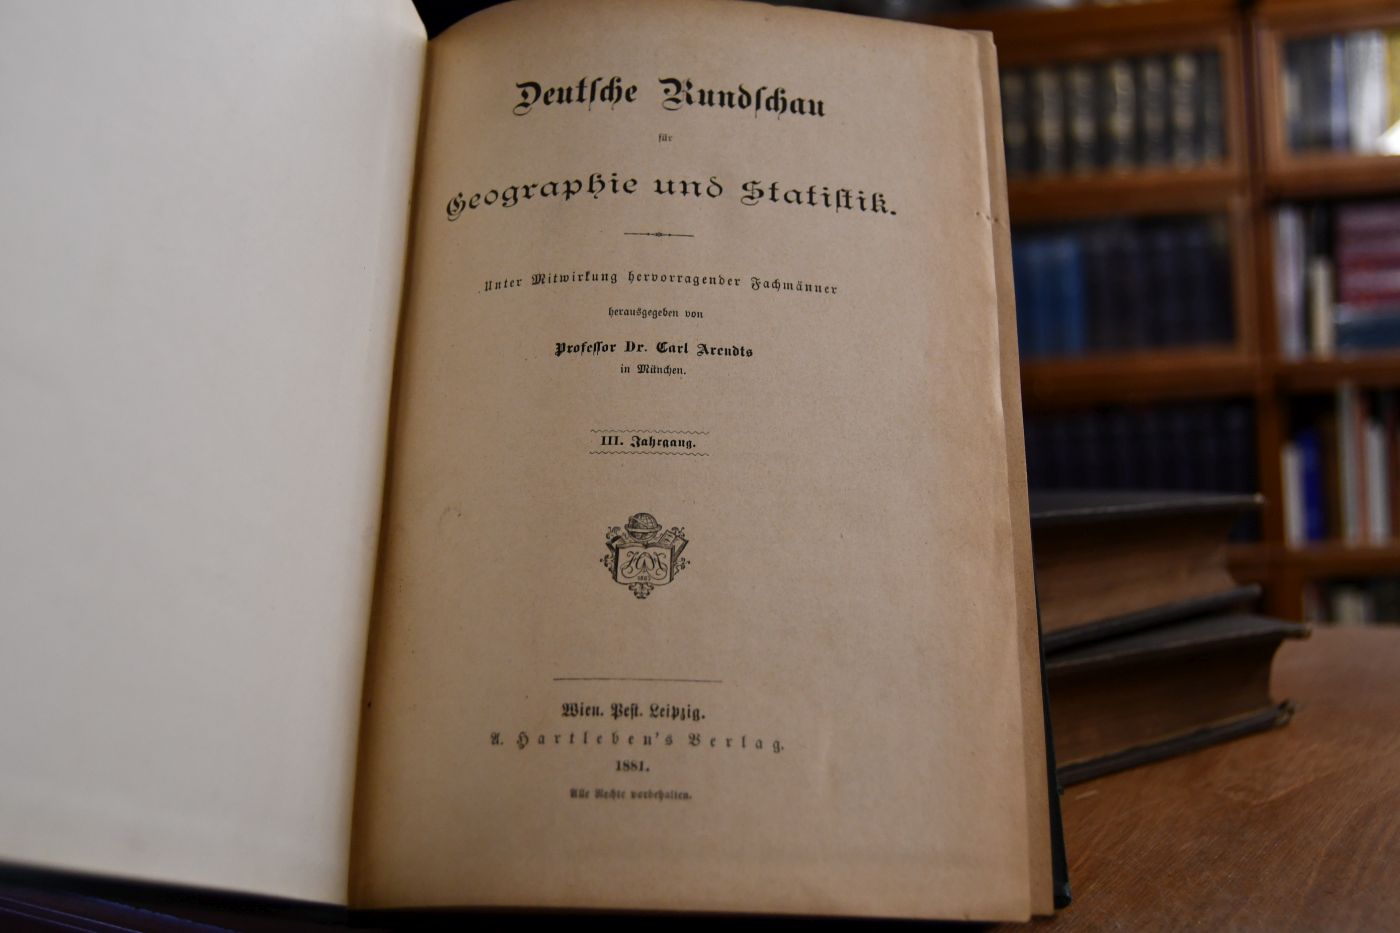 Deutsche Rundschau
für
Geographie und Statistik.
Unter Mitwirkung hervorragender Fachmänner
herausgegeben von
Professor Dr. Carl Arendts
in München.
III. Jahrgang.
Wien. Pest. Leipzig.
A. Hartleben's Verlag.
1881.
Alle Rechte vorbehalten.